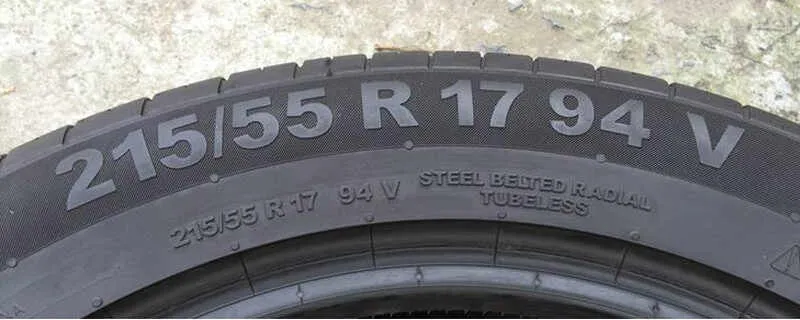 215/55 R 17 94 V
215/55 R 17 94 V STEEL BELTED RADIAL
TUBELESS